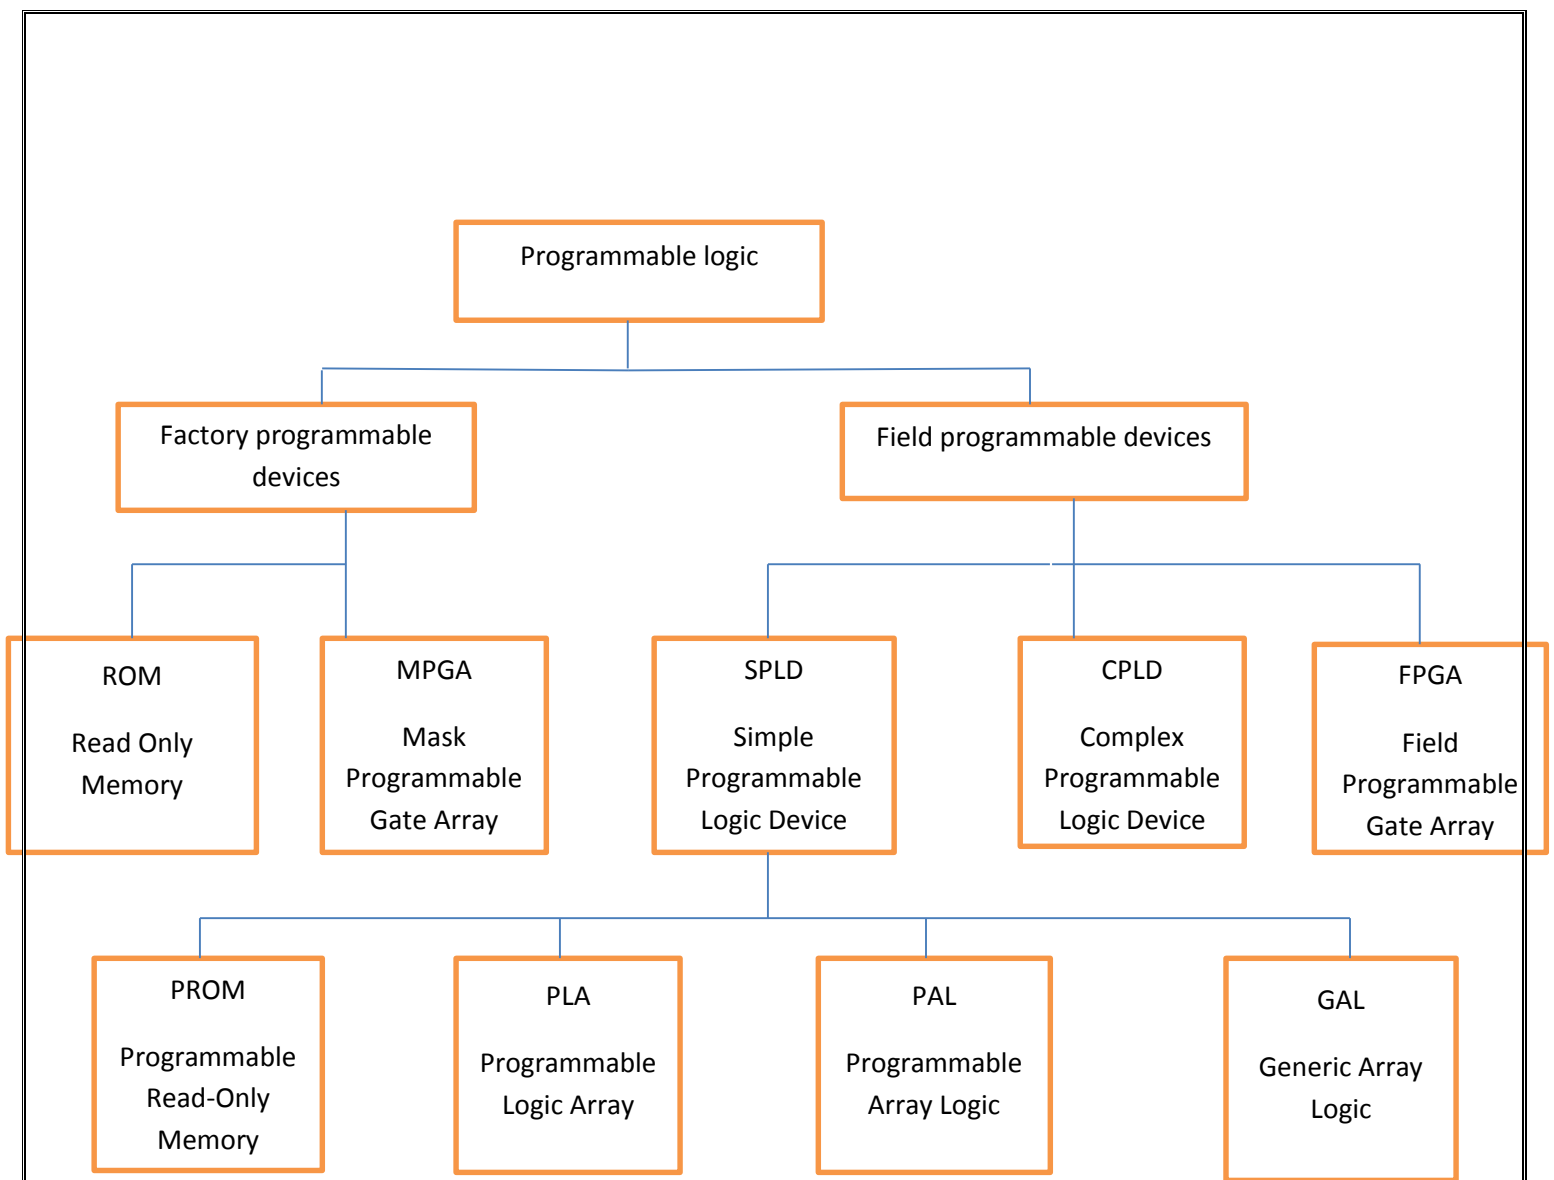 Programmable logic
Factory programmable
devices
Field programmable devices
ROM
Read Only
Memory
MPGA
Mask
Programmable
Gate Array
SPLD
Simple
Programmable
Logic Device
CPLD
Complex
Programmable
Logic Device
FPGA
Field
Programmable
Gate Array
PROM
Programmable
Read-Only
Memory
PLA
Programmable
Logic Array
PAL
Programmable
Array Logic
GAL
Generic Array
Logic